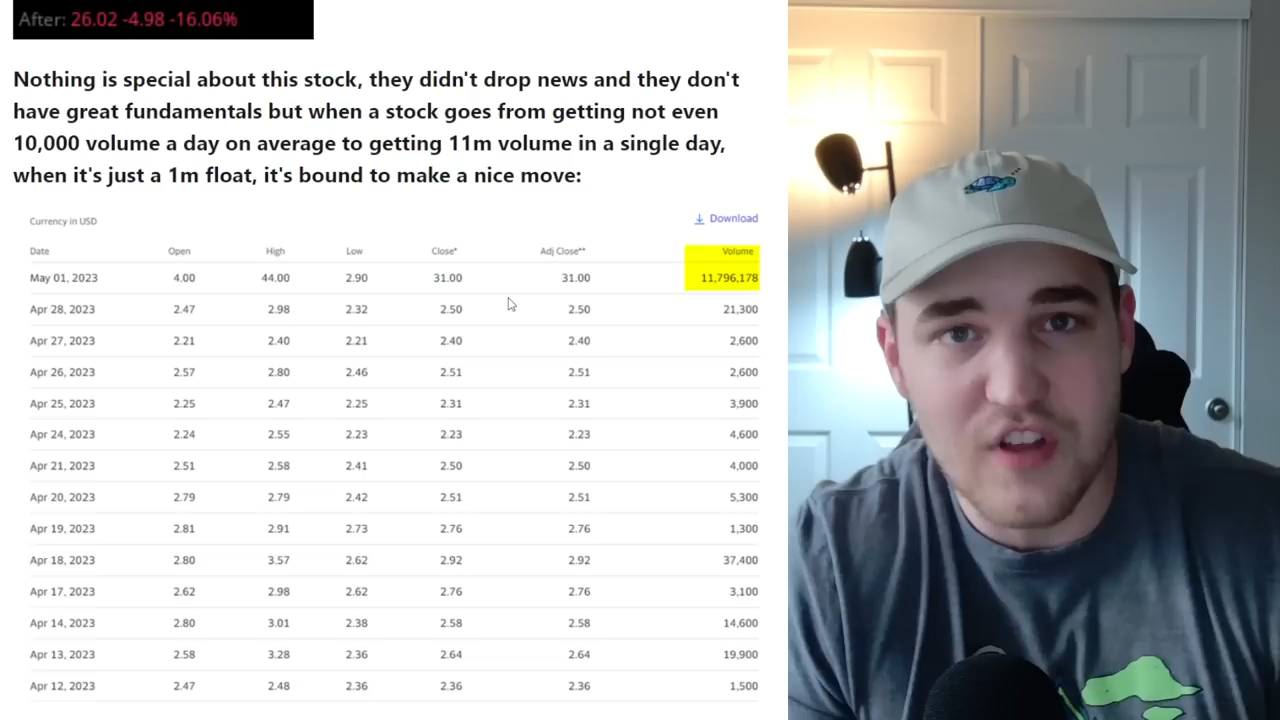 After: 26.02 -4.98 -16.06%
Nothing is special about this stock, they didn't drop news and they don't
have great fundamentals but when a stock goes from getting not even
10,000 volume a day on average to getting 11m volume in a single day,
when it's just a 1m float, it's bound to make a nice move:
Currency in USD Download
Date Open High Low Close* Adj Close** Volume
May 01, 2023 4.00 44.00 2.90 31.00 31.00 11,796,178
Apr 28, 2023 2.47 2.98 2.32 2.50 2.50 21,300
Apr 27, 2023 2.21 2.40 2.21 2.40 2.40 2,600
Apr 26, 2023 2.57 2.80 2.46 2.51 2.51 2,600
Apr 25, 2023 2.25 2.47 2.25 2.31 2.31 3,900
Apr 24, 2023 2.24 2.55 2.23 2.23 2.23 4,600
Apr 21, 2023 2.51 2.58 2.41 2.50 2.50 4,000
Apr 20, 2023 2.79 2.79 2.42 2.51 2.51 5,300
Apr 19, 2023 2.81 2.91 2.73 2.76 2.76 1,300
Apr 18, 2023 2.80 3.57 2.62 2.92 2.92 37,400
Apr 17, 2023 2.62 2.98 2.62 2.76 2.76 3,100
Apr 14, 2023 2.80 3.01 2.38 2.58 2.58 14,600
Apr 13, 2023 2.58 3.28 2.36 2.64 2.64 19,900
Apr 12, 2023 2.47 2.48 2.36 2.36 2.36 1,500